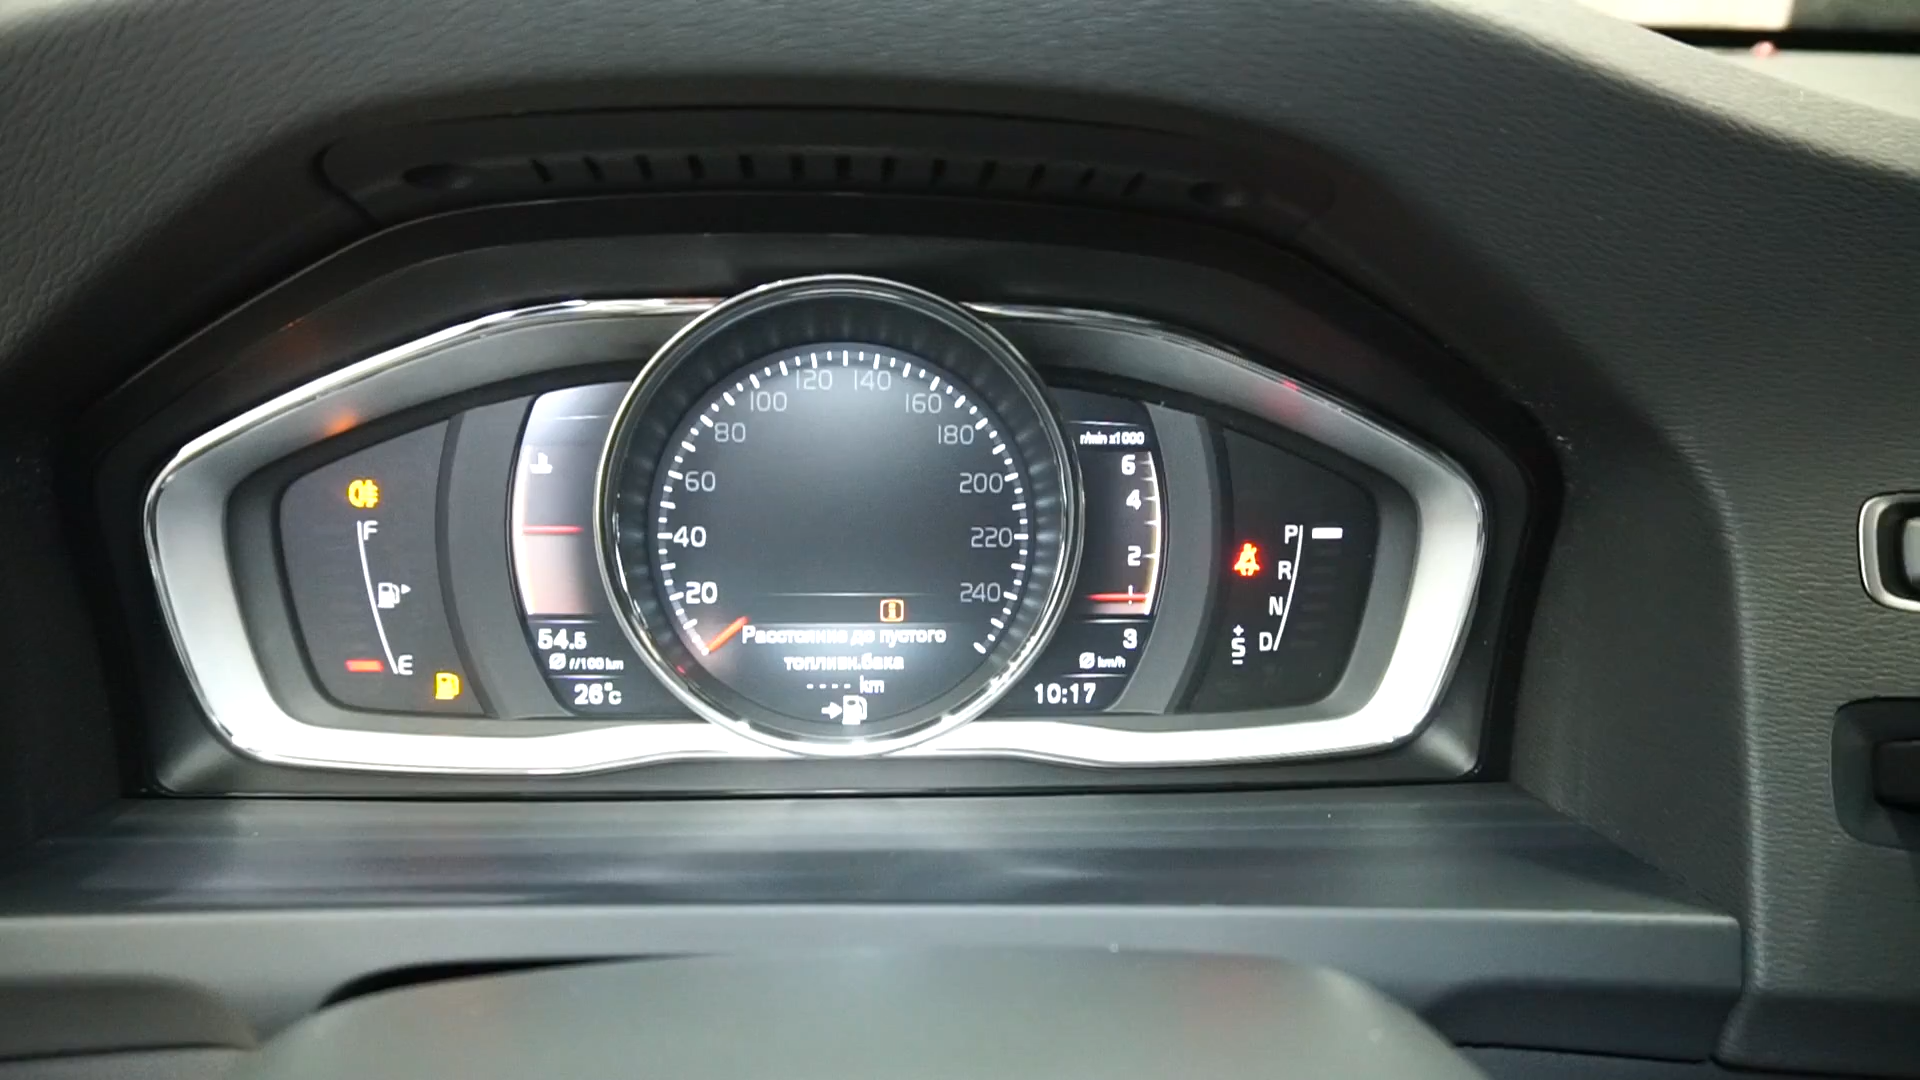 120 140
100 160
80 180
60 200
40 220
20 240
F
E
54.5
Ø l/100 km
26°C
Расстояние до пустого
топливн.бака
---- km
r/min x1000
6
4
2
3
Ø km/h
10:17
P
R
N
D
+
S
−